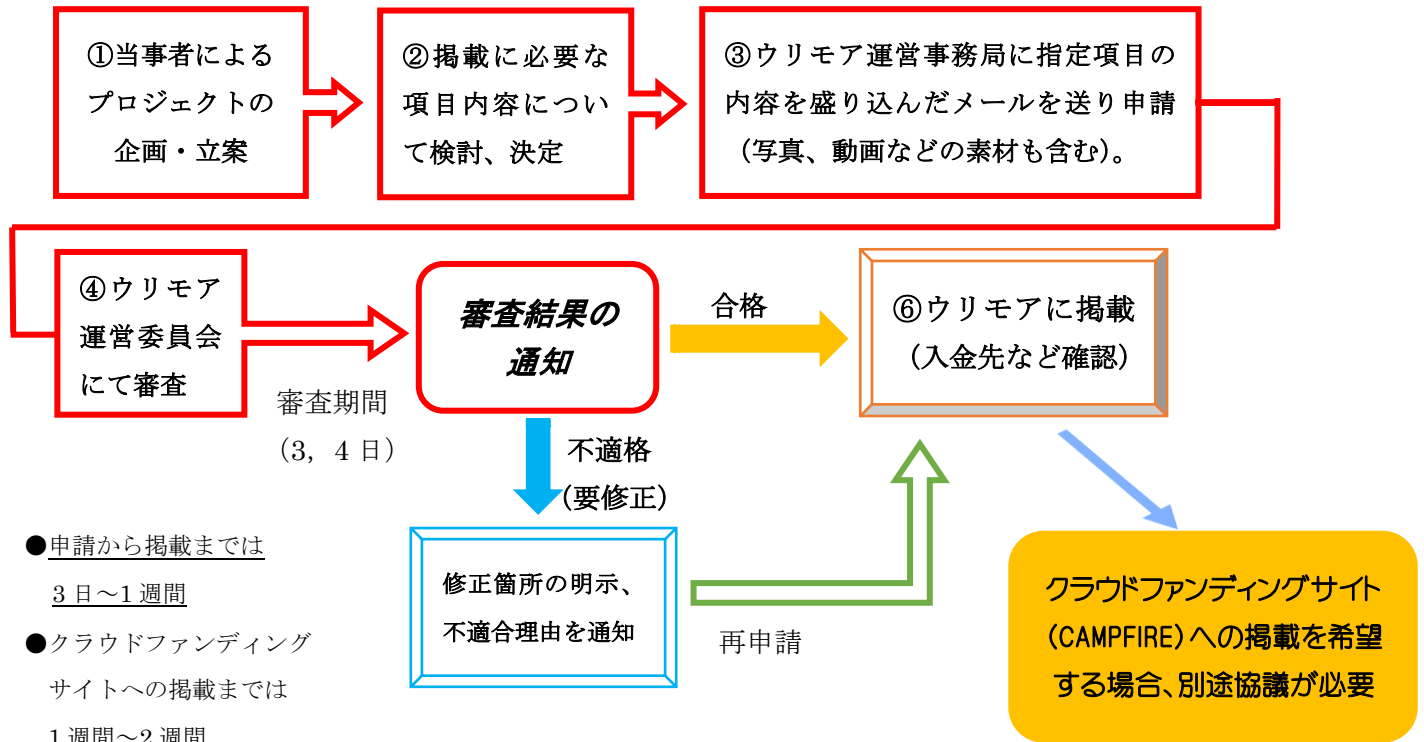 ①当事者による
プロジェクトの
企画・立案
②掲載に必要な
項目内容につい
て検討、決定
③ウリモア運営事務局に指定項目の
内容を盛り込んだメールを送り申請
(写真、動画などの素材も含む)。
④ウリモア
運営委員会
にて審査
審査期間
(3, 4 日)
審査結果の
通知
合格
⑥ウリモアに掲載
(入金先など確認)
不適格
(要修正)
修正箇所の明示、
不適合理由を通知
再申請
クラウドファンディングサイト
(CAMPFIRE)への掲載を希望
する場合、別途協議が必要
●申請から掲載までは
3 日～1 週間
●クラウドファンディング
サイトへの掲載までは
1 週間～2 週間